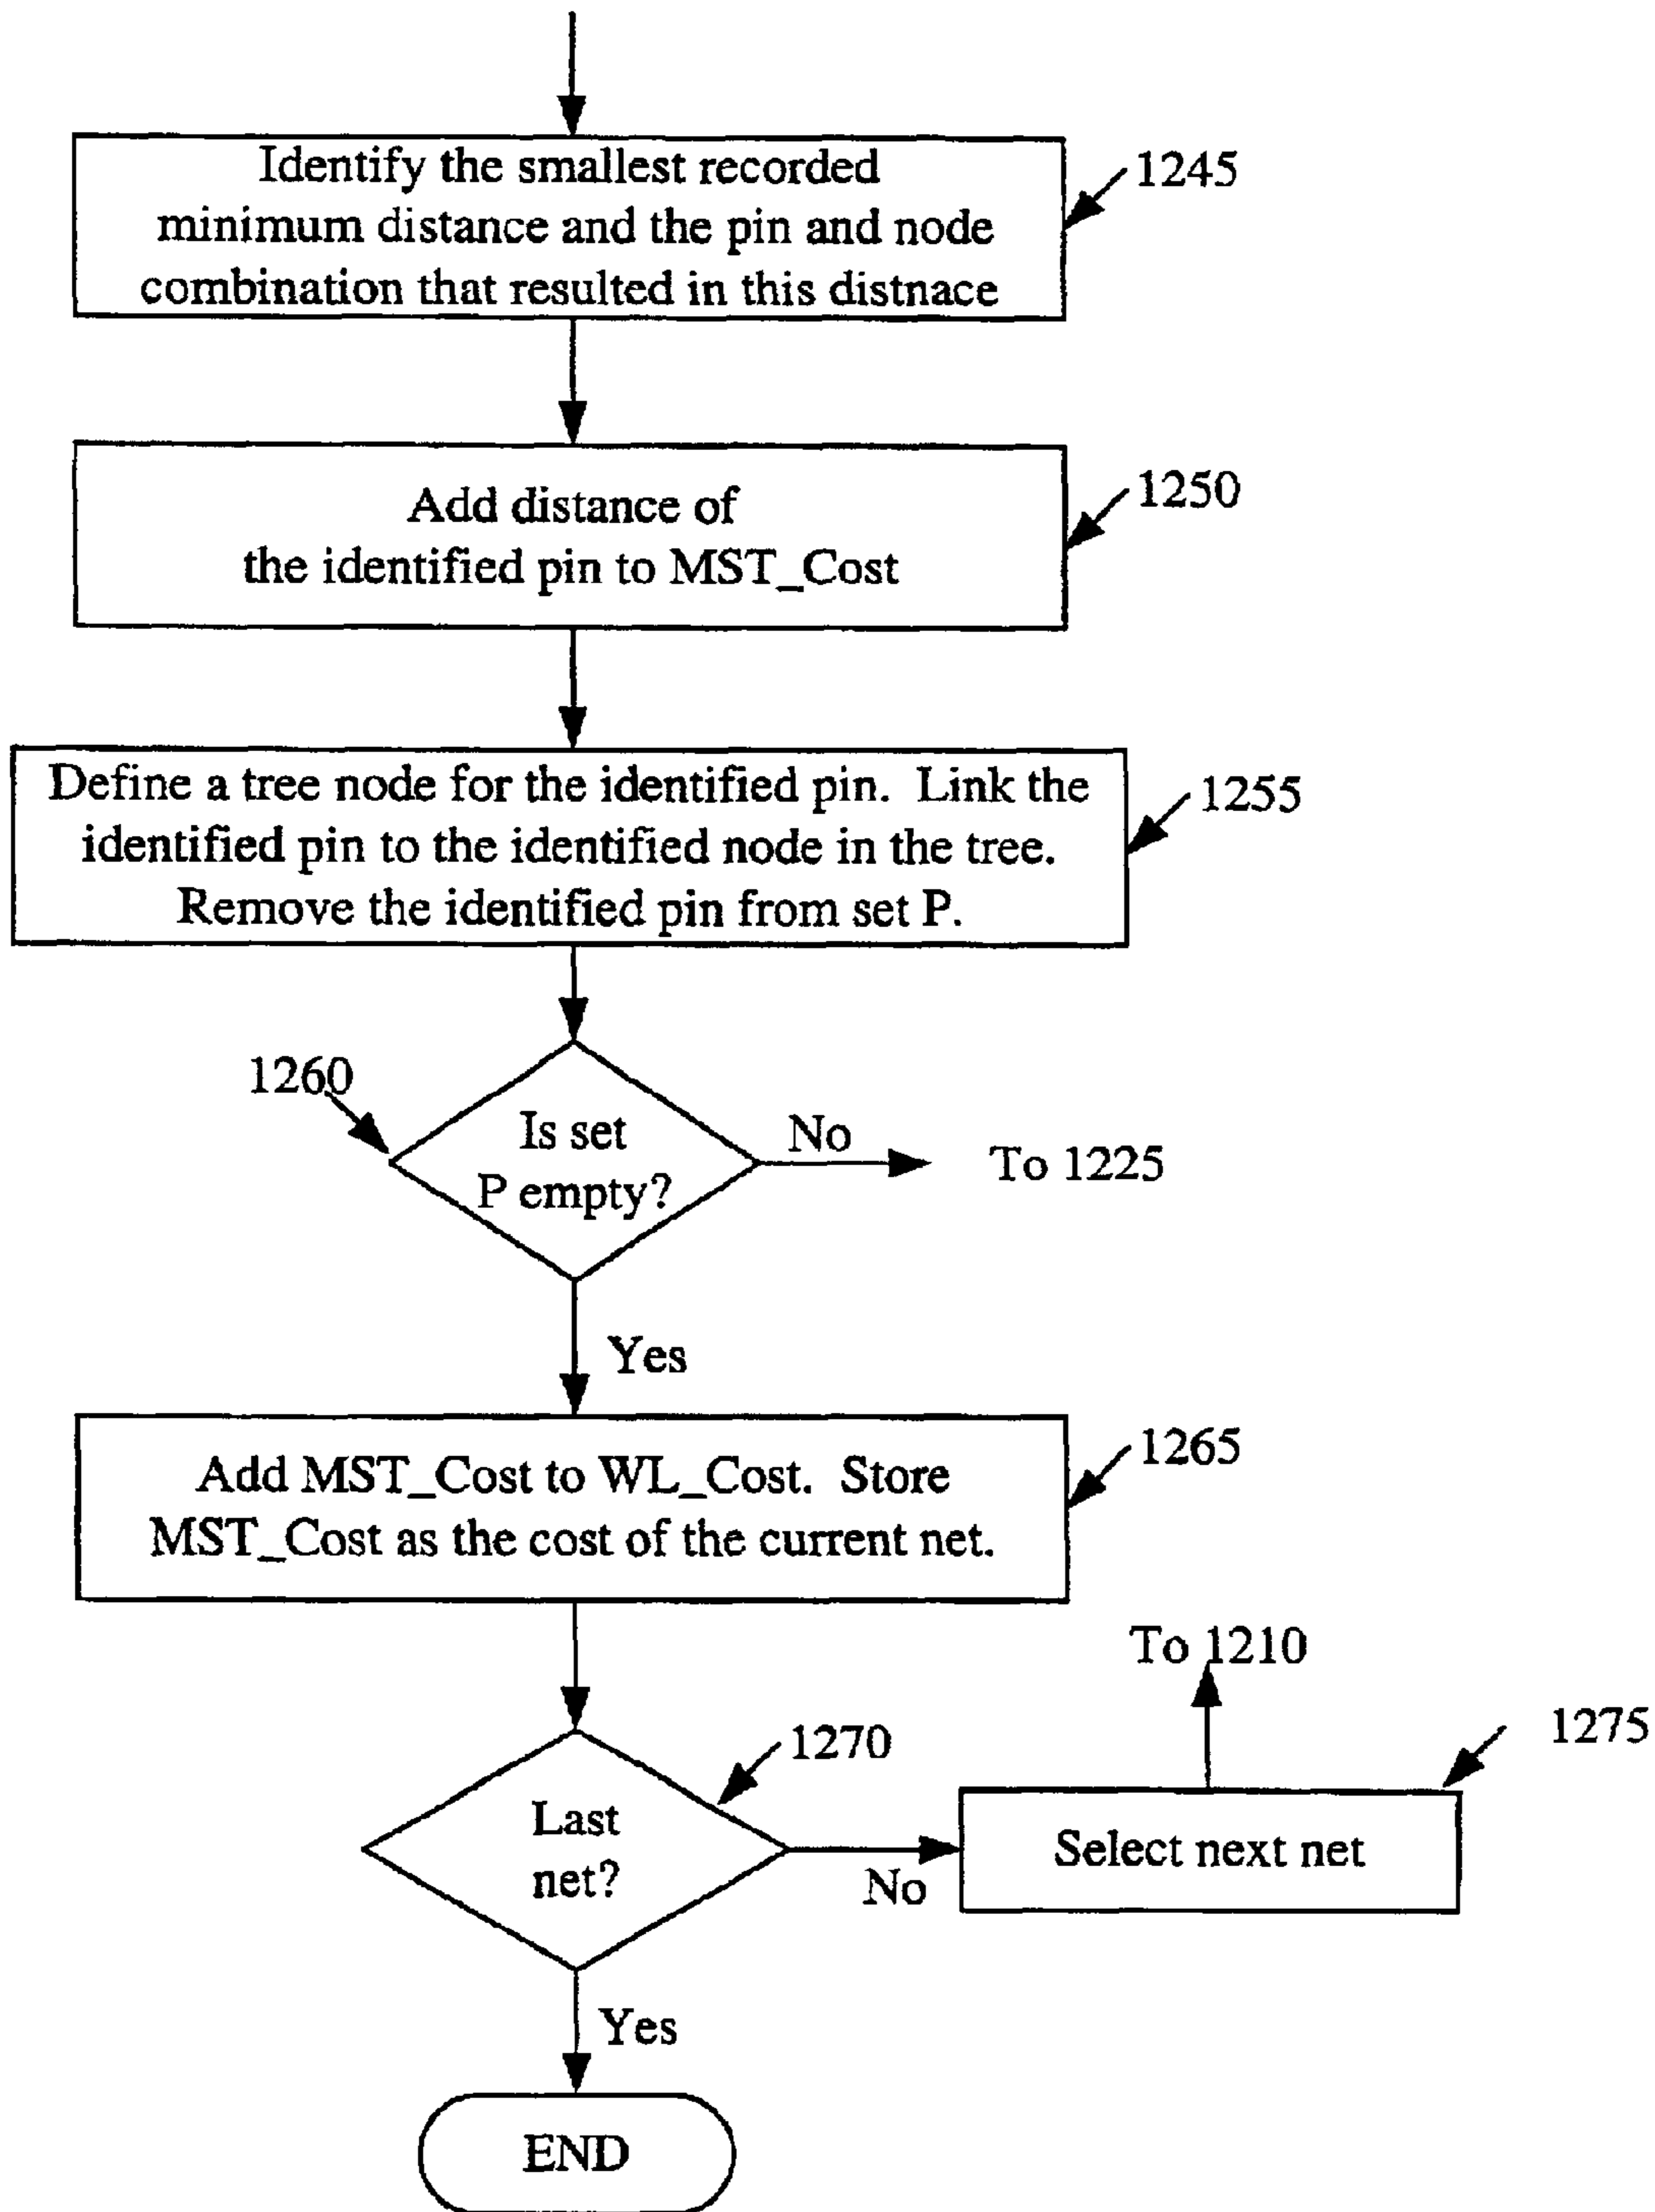 Identify the smallest recorded
minimum distance and the pin and node
combination that resulted in this distnace
1245
Add distance of
the identified pin to MST_Cost
1250
Define a tree node for the identified pin. Link the
identified pin to the identified node in the tree.
Remove the identified pin from set P.
1255
1260
Is set
P empty?
No
To 1225
Yes
Add MST_Cost to WL_Cost. Store
MST_Cost as the cost of the current net.
1265
To 1210
1270
1275
Last
net?
No
Select next net
Yes
END